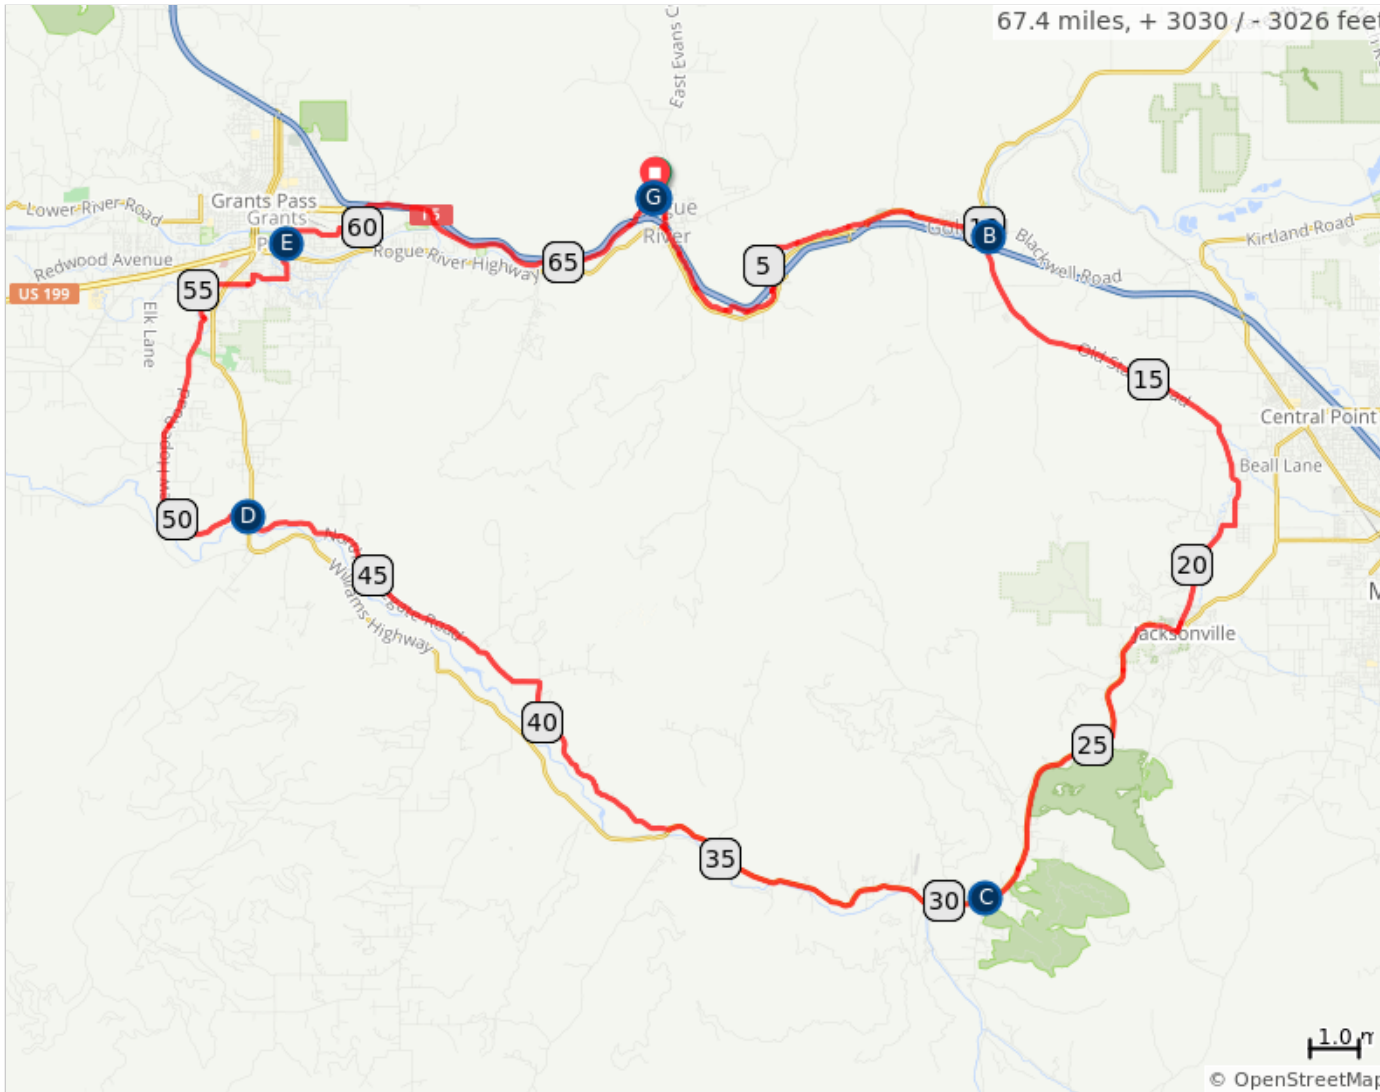 67.4 miles, + 3030 / - 3026 feet
East Evans C
Lower River Road
Grants Pass
Grants
60
I 5
G
Rogue
River
E
Redwood Avenue
Rogue River Highway
65
5
B
Blackwell Road
Kirtland Road
US 199
55
Elk Lane
15
Central Point
Beall Lane
50
D
45
Williams Highway
20
Jacksonville
M
40
25
35
30
C
1.0 m
© OpenStreetMap